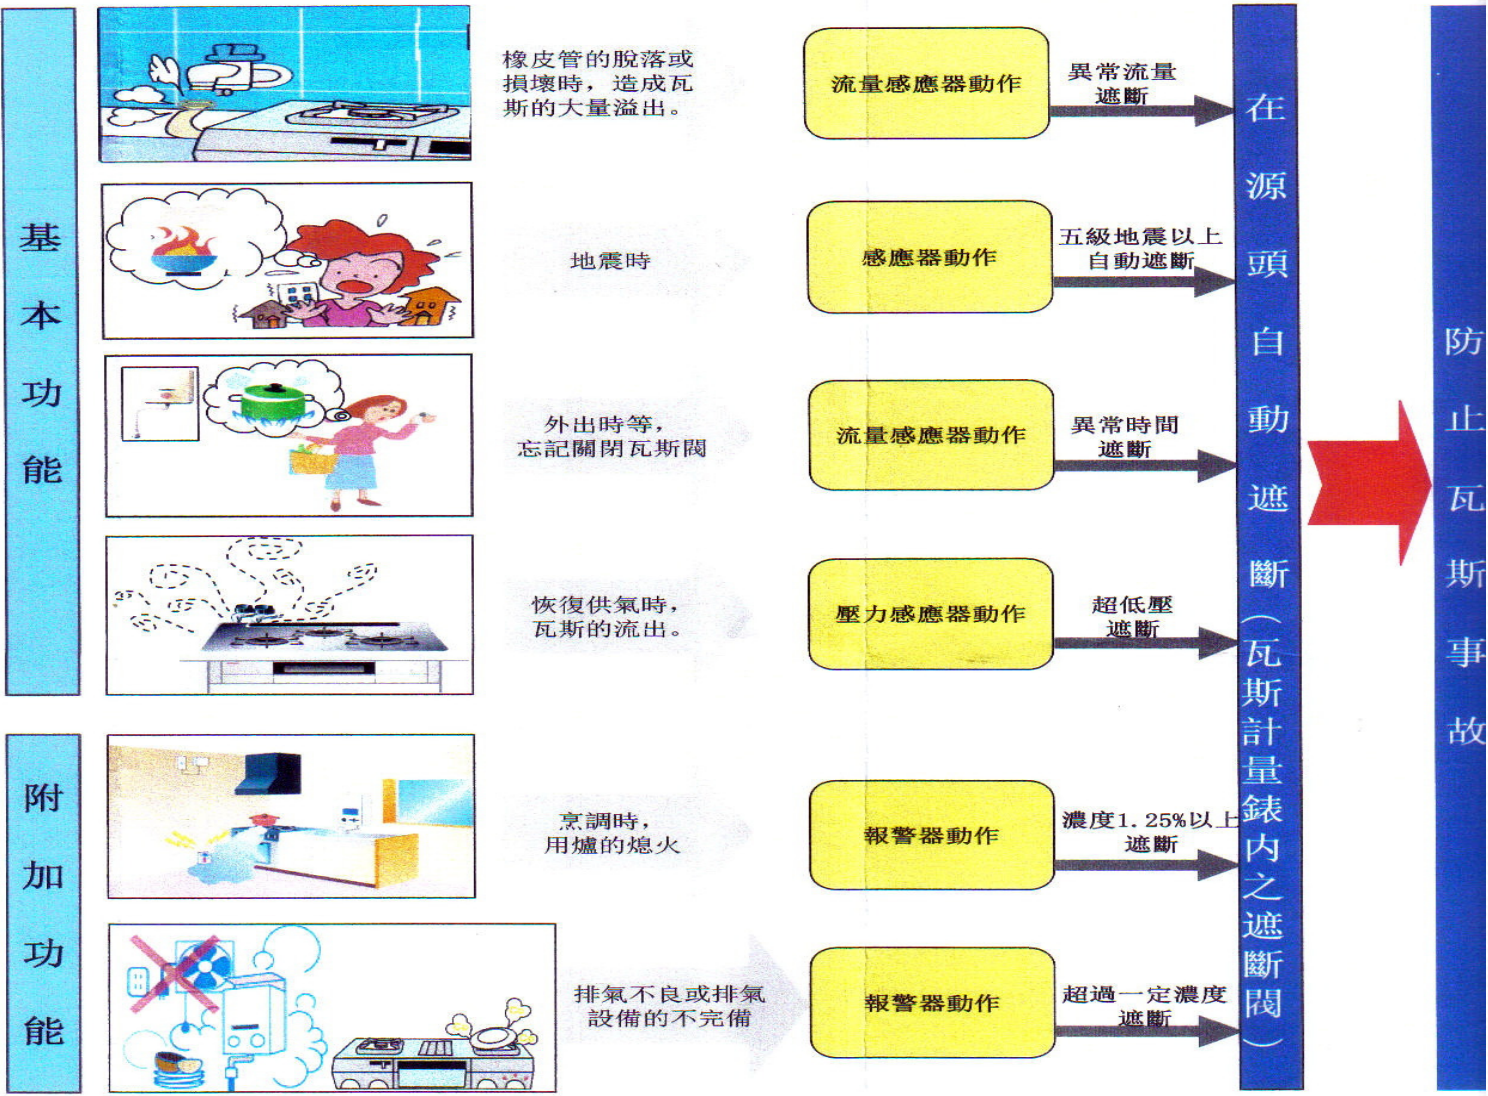 基本功能
橡皮管的脫落或
損壞時，造成瓦
斯的大量溢出。
流量感應器動作
異常流量
遮斷
地震時
感應器動作
五級地震以上
自動遮斷
外出時等，
忘記關閉瓦斯閥
流量感應器動作
異常時間
遮斷
恢復供氣時，
瓦斯的流出。
壓力感應器動作
超低壓
遮斷
附加功能
烹調時，
用爐的熄火
報警器動作
濃度1.25%以上
遮斷
排氣不良或排氣
設備的不完備
報警器動作
超過一定濃度
遮斷
在源頭自動遮斷（瓦斯計量錶内之遮斷閥）
防止瓦斯事故